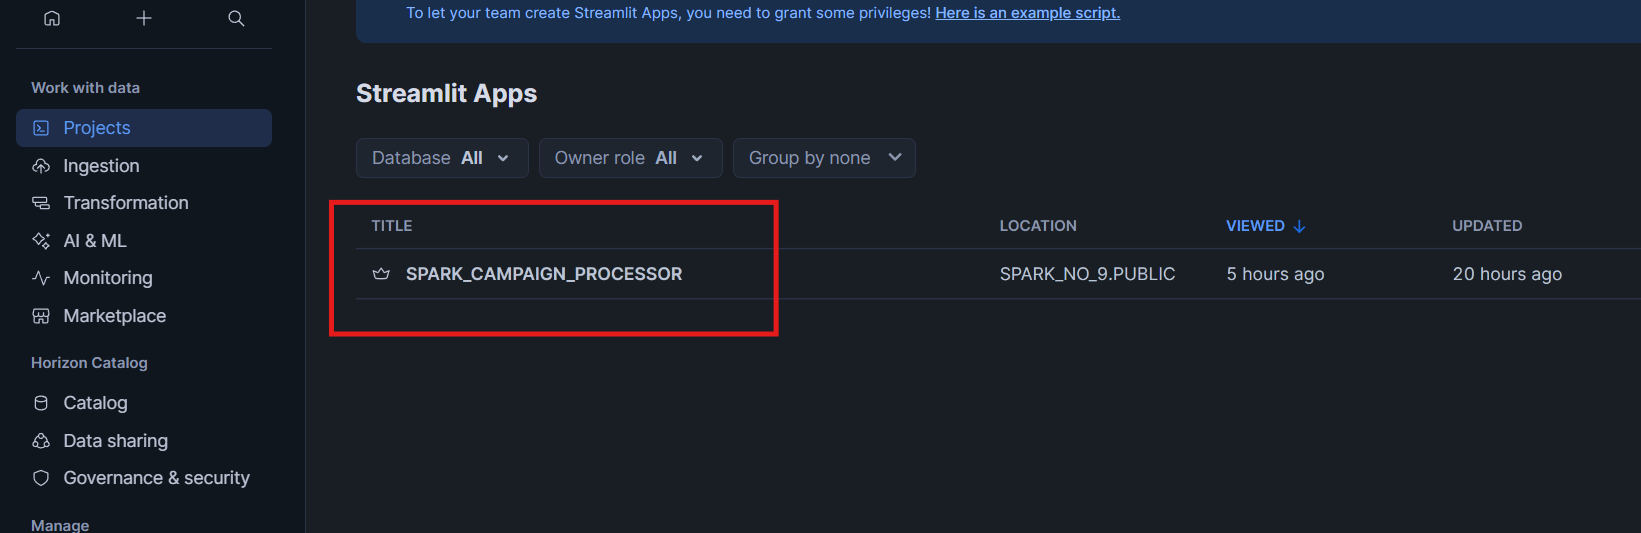 To let your team create Streamlit Apps, you need to grant some privileges! Here is an example script.
Work with data
Projects
Ingestion
Transformation
AI & ML
Monitoring
Marketplace
Horizon Catalog
Catalog
Data sharing
Governance & security
Manage
Streamlit Apps
Database All
Owner role All
Group by none
TITLE LOCATION VIEWED UPDATED
SPARK_CAMPAIGN_PROCESSOR SPARK_NO_9.PUBLIC 5 hours ago 20 hours ago